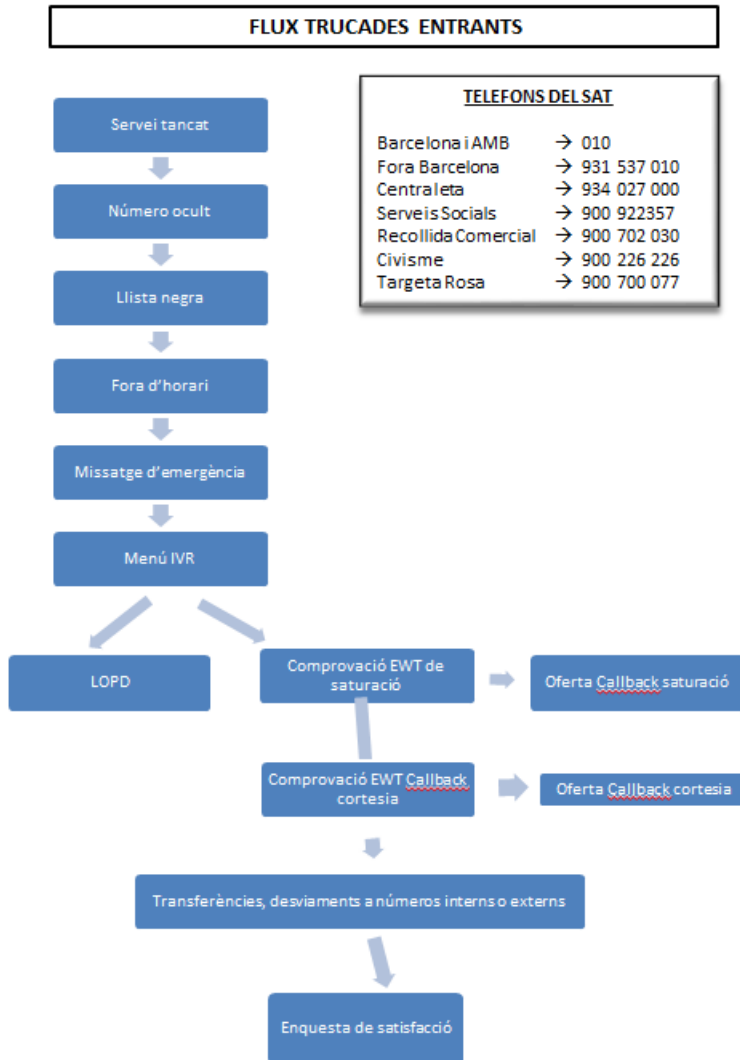 FLUX TRUCADES ENTRANTS
TELEFONS DEL SAT
Barcelona i AMB → 010
Fora Barcelona → 931 537 010
Centraleta → 934 027 000
Serveis Socials → 900 922357
Recollida Comercial → 900 702 030
Civisme → 900 226 226
Targeta Rosa → 900 700 077
Servei tancat
Número ocult
Llista negra
Fora d'horari
Missatge d'emergència
Menú IVR
LOPD
Comprovació EWT de
saturació
Oferta Callback saturació
Comprovació EWT Callback
cortesia
Oferta Callback cortesia
Transferències, desviaments a números interns o externs
Enquesta de satisfacció